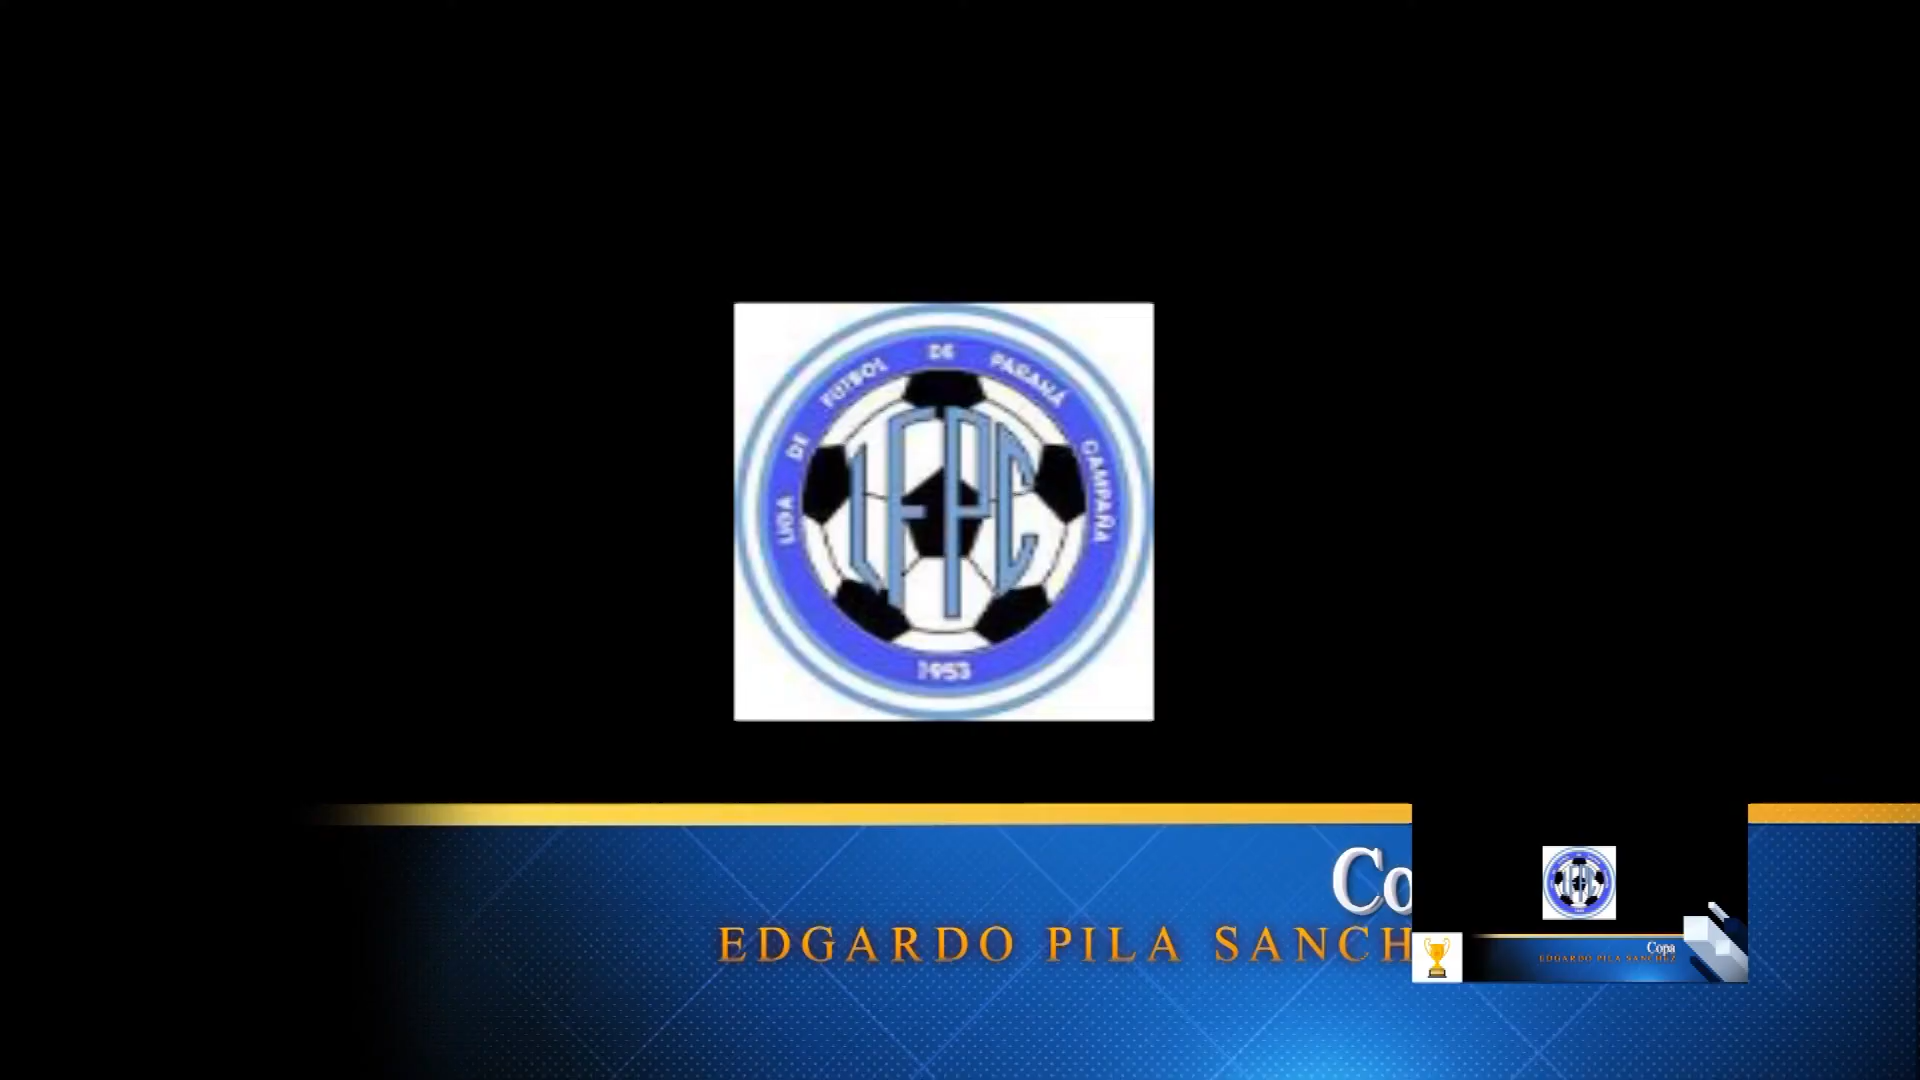 LIGA DE FUTBOL DE PARANÁ CAMPAÑA
LFPC
1953
Co
EDGARDO PILA SANCH
Copa
EDGARDO PILA SANCHEZ